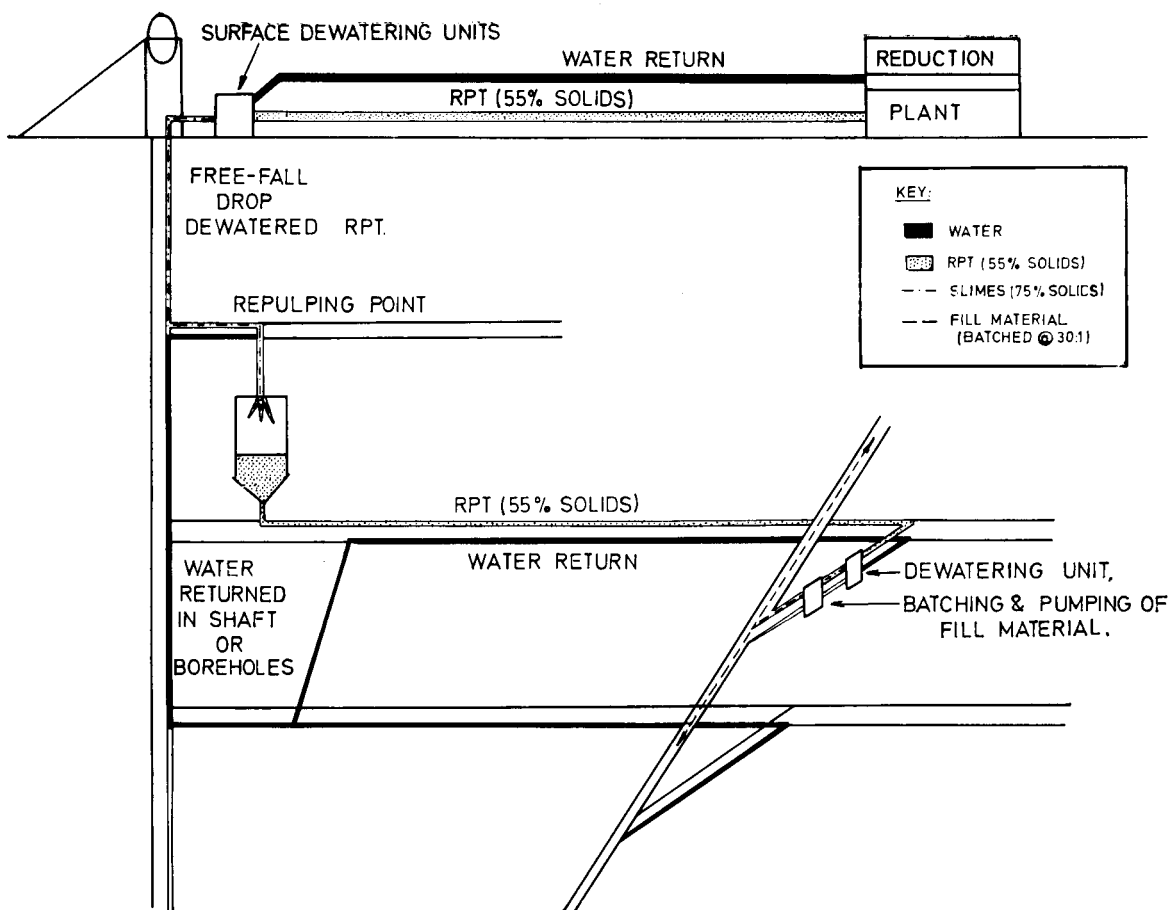 SURFACE DEWATERING UNITS
WATER RETURN
RPT (55% SOLIDS)
REDUCTION
PLANT
FREE-FALL
DROP
DEWATERED RPT.
KEY:
WATER
RPT (55% SOLIDS)
SLIMES (75% SOLIDS)
FILL MATERIAL
(BATCHED @ 30:1)
REPULPING POINT
RPT (55% SOLIDS)
WATER RETURN
WATER
RETURNED
IN SHAFT
OR
BOREHOLES
DEWATERING UNIT,
BATCHING & PUMPING OF
FILL MATERIAL.